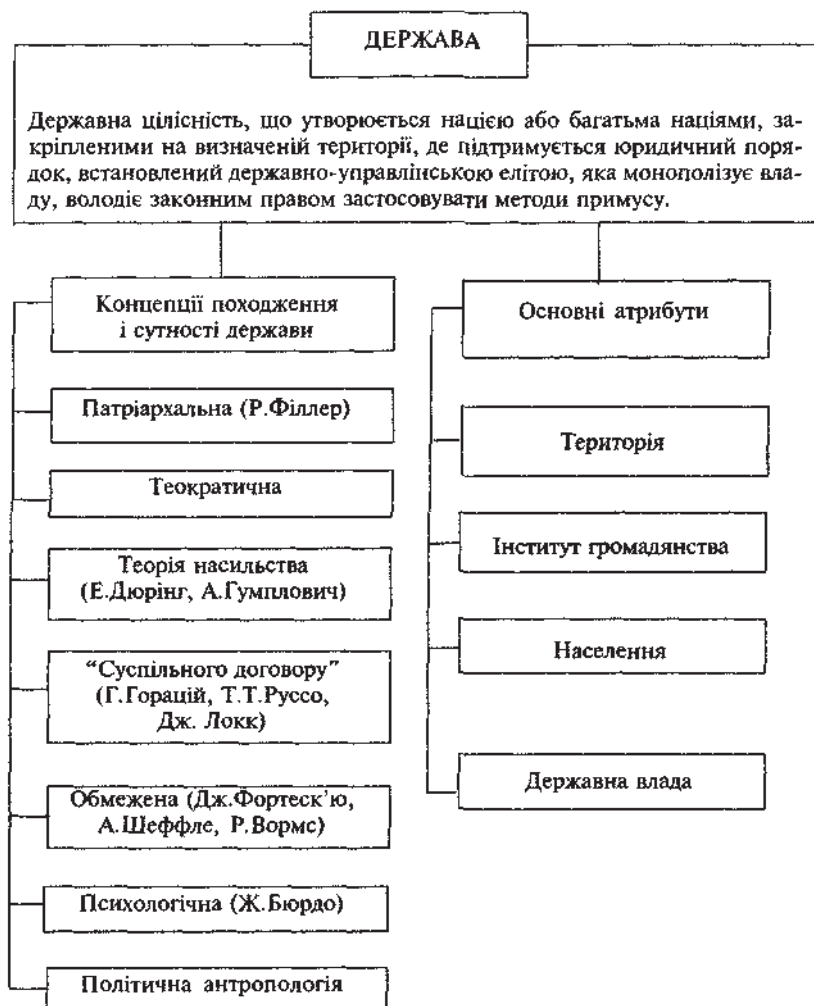 ДЕРЖАВА
Державна цілісність, що утворюється нацією або багатьма націями, за-
кріпленими на визначеній території, де підтримується юридичний поря-
док, встановлений державно-управлінською елітою, яка монополізує вла-
ду, володіє законним правом застосовувати методи примусу.
Концепції походження
і сутності держави
Патріархальна (Р.Філлер)
Теократична
Теорія насильства
(Е.Дюрінг, А.Гумплович)
“Суспільного договору”
(Г.Горацій, Т.Т.Руссо,
Дж. Локк)
Обмежена (Дж.Фортеск’ю,
А.Шеффле, Р.Вормс)
Психологічна (Ж.Бюрдо)
Політична антропологія
Основні атрибути
Територія
Інститут громадянства
Населення
Державна влада